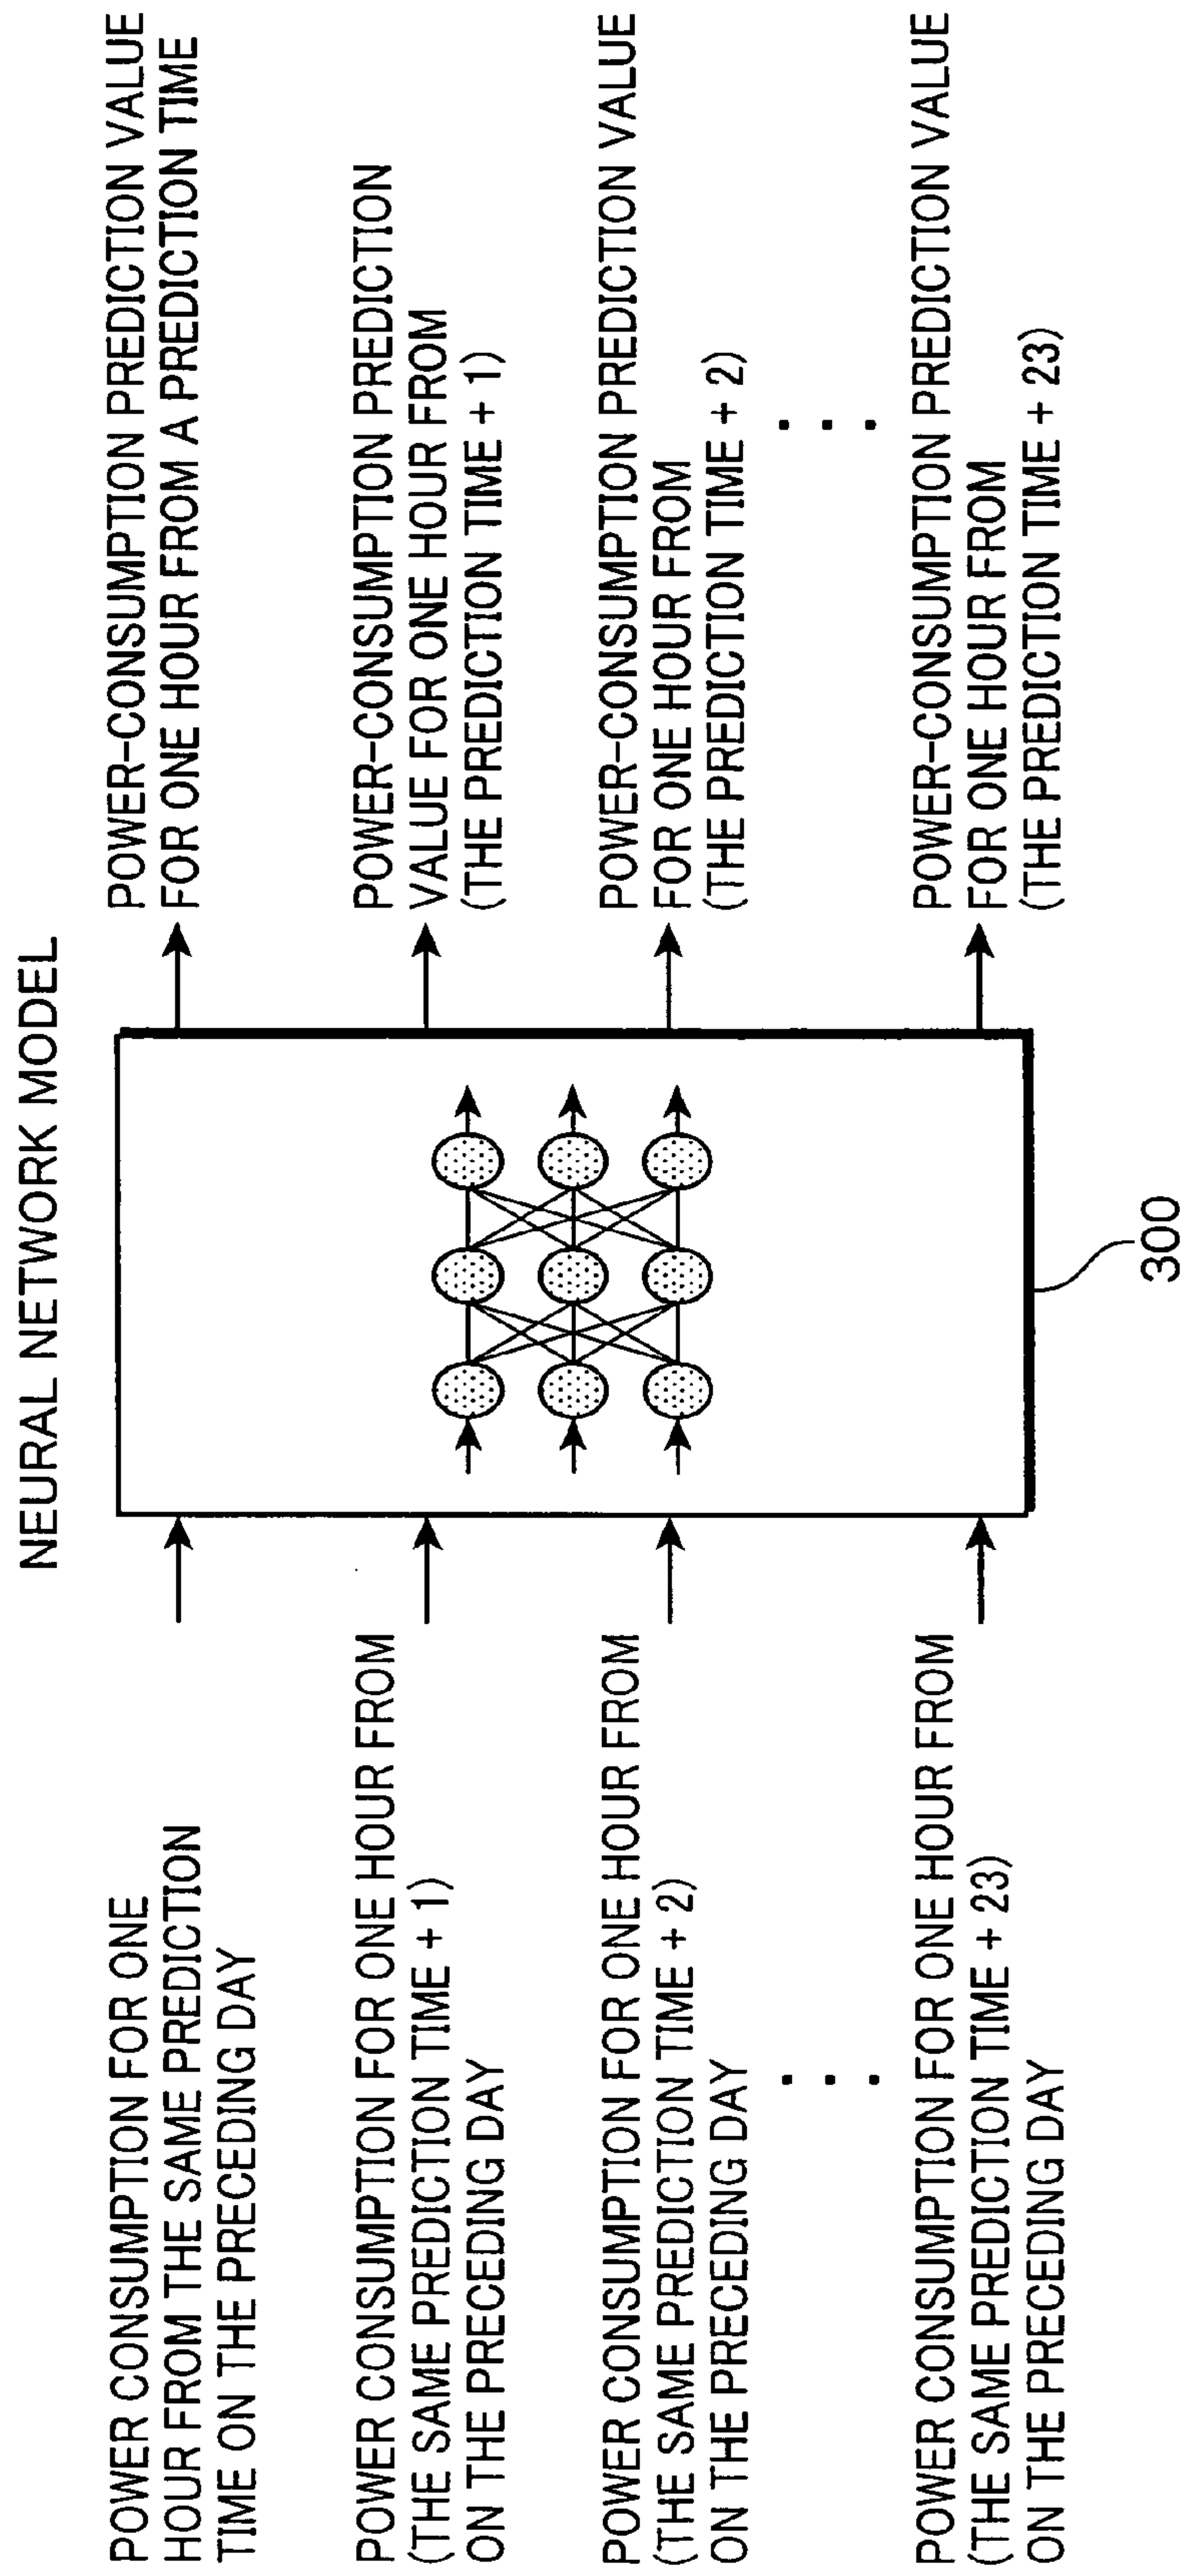 NEURAL NETWORK MODEL
POWER CONSUMPTION FOR ONE
HOUR FROM THE SAME PREDICTION
TIME ON THE PRECEDING DAY
POWER CONSUMPTION FOR ONE HOUR FROM
(THE SAME PREDICTION TIME + 1)
ON THE PRECEDING DAY
POWER CONSUMPTION FOR ONE HOUR FROM
(THE SAME PREDICTION TIME + 2)
ON THE PRECEDING DAY
POWER CONSUMPTION FOR ONE HOUR FROM
(THE SAME PREDICTION TIME + 23)
ON THE PRECEDING DAY
POWER-CONSUMPTION PREDICTION VALUE
FOR ONE HOUR FROM A PREDICTION TIME
POWER-CONSUMPTION PREDICTION
VALUE FOR ONE HOUR FROM
(THE PREDICTION TIME + 1)
POWER-CONSUMPTION PREDICTION VALUE
FOR ONE HOUR FROM
(THE PREDICTION TIME + 2)
POWER-CONSUMPTION PREDICTION VALUE
FOR ONE HOUR FROM
(THE PREDICTION TIME + 23)
300